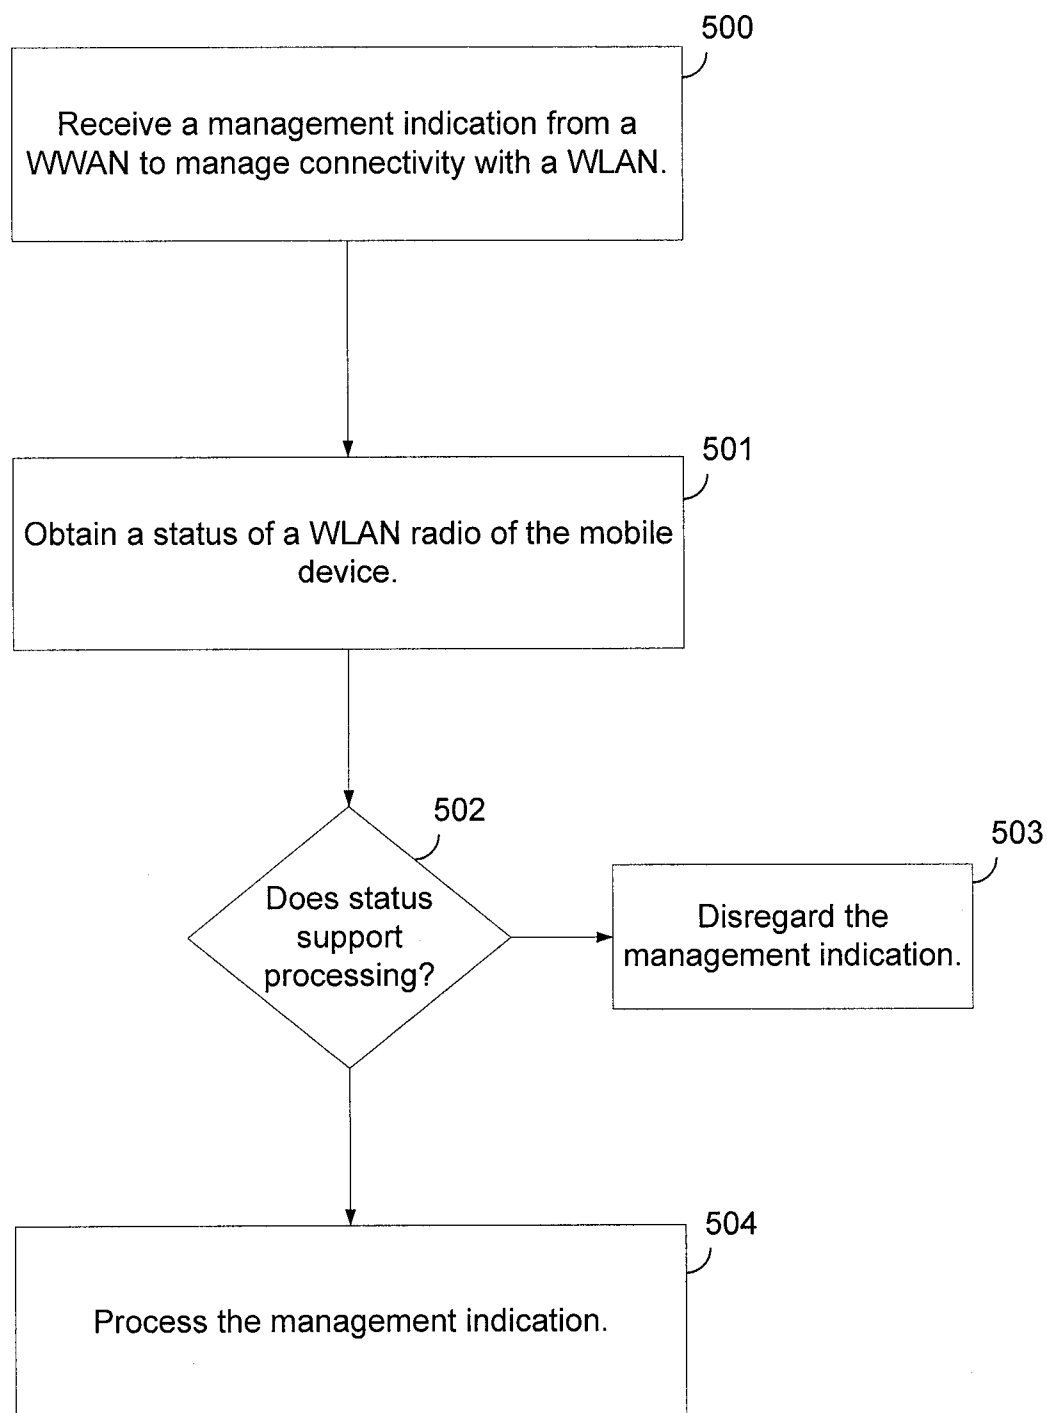 500
Receive a management indication from a
WWAN to manage connectivity with a WLAN.
501
Obtain a status of a WLAN radio of the mobile
device.
502
Does status
support
processing?
503
Disregard the
management indication.
504
Process the management indication.